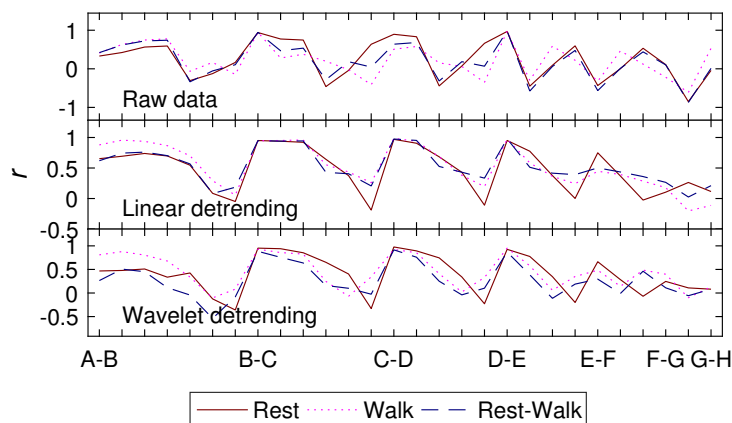 1
0
-1
Raw data
1
0.5
0
-0.5
Linear detrending
r
1
0.5
0
-0.5
Wavelet detrending
A-B B-C C-D D-E E-F F-G G-H
Rest Walk Rest-Walk